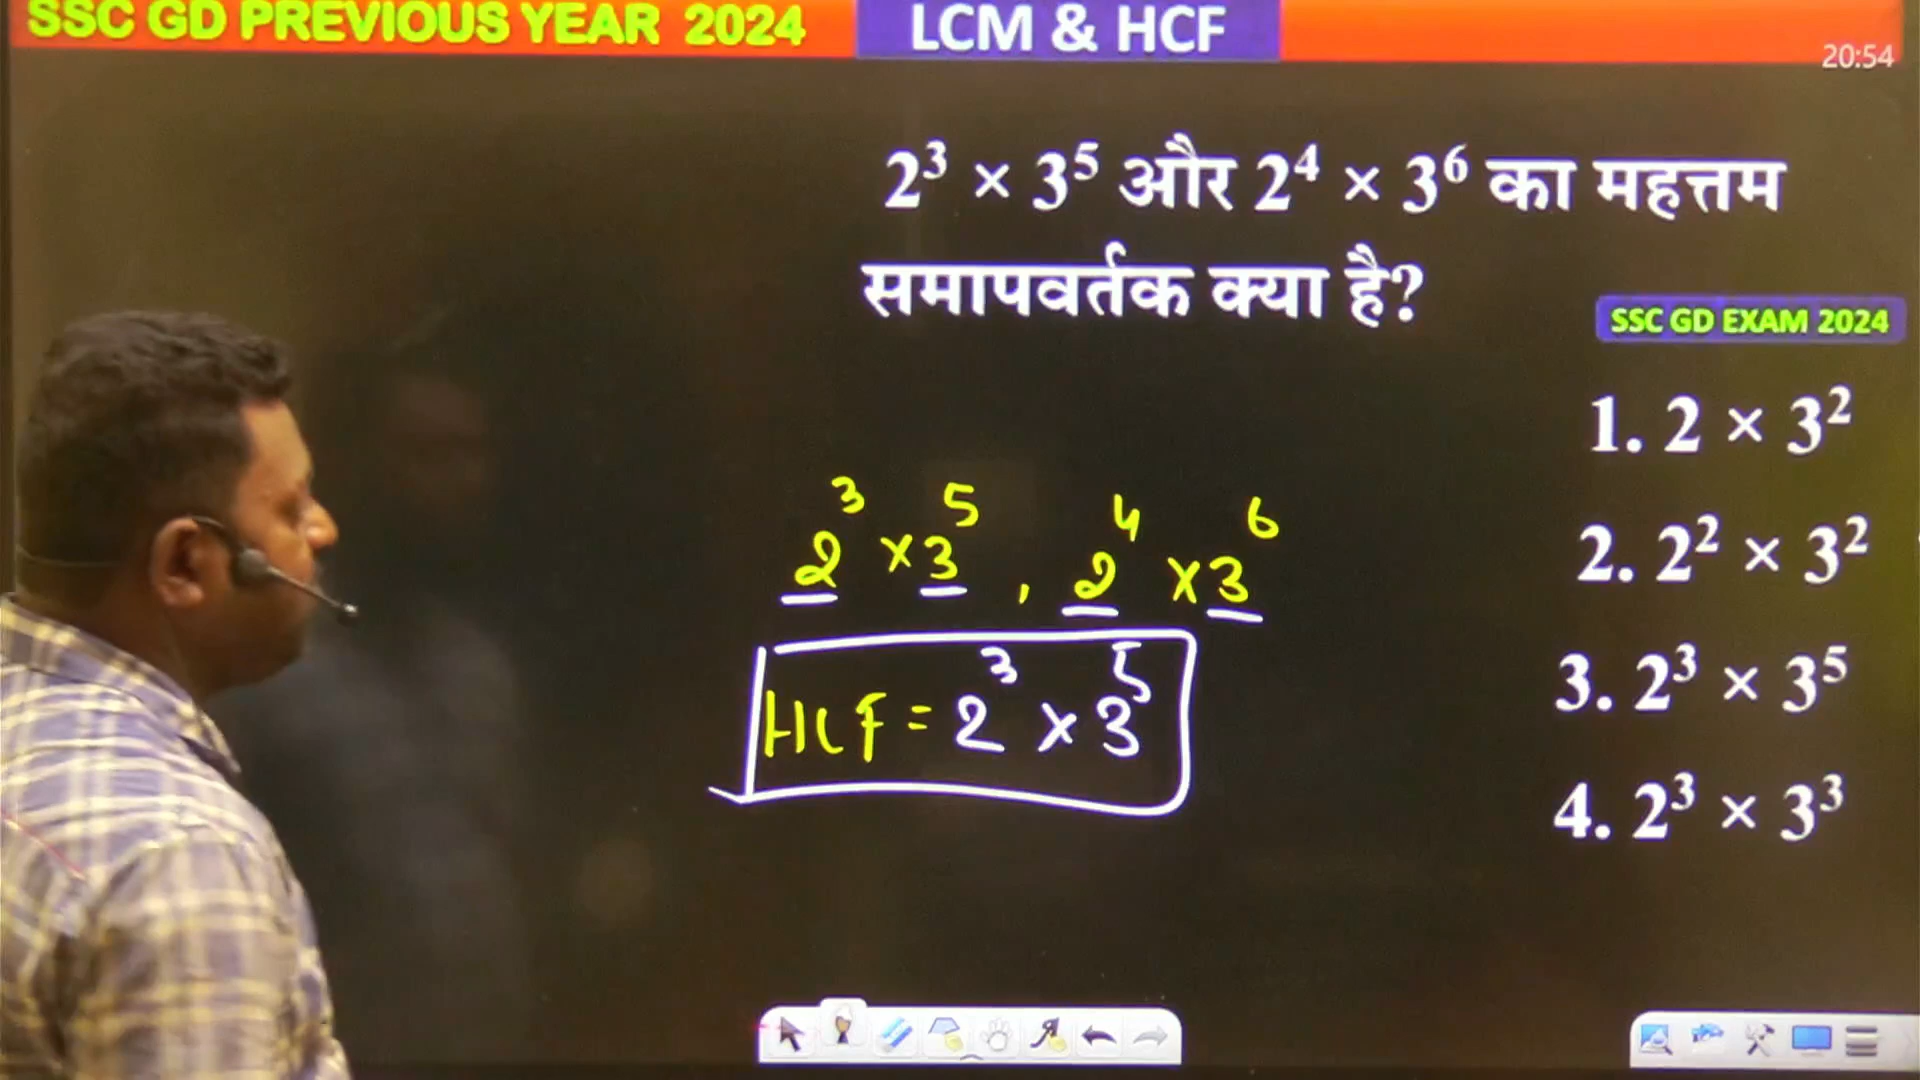 SSC GD PREVIOUS YEAR 2024
LCM & HCF
20:54
2³ × 3⁵ और 2⁴ × 3⁶ का महत्तम
समापवर्तक क्या है?
SSC GD EXAM 2024
1. 2 × 3²
2. 2² × 3²
3. 2³ × 3⁵
4. 2³ × 3³
2³ × 3⁵ , 2⁴ × 3⁶
HCF = 2³ × 3⁵